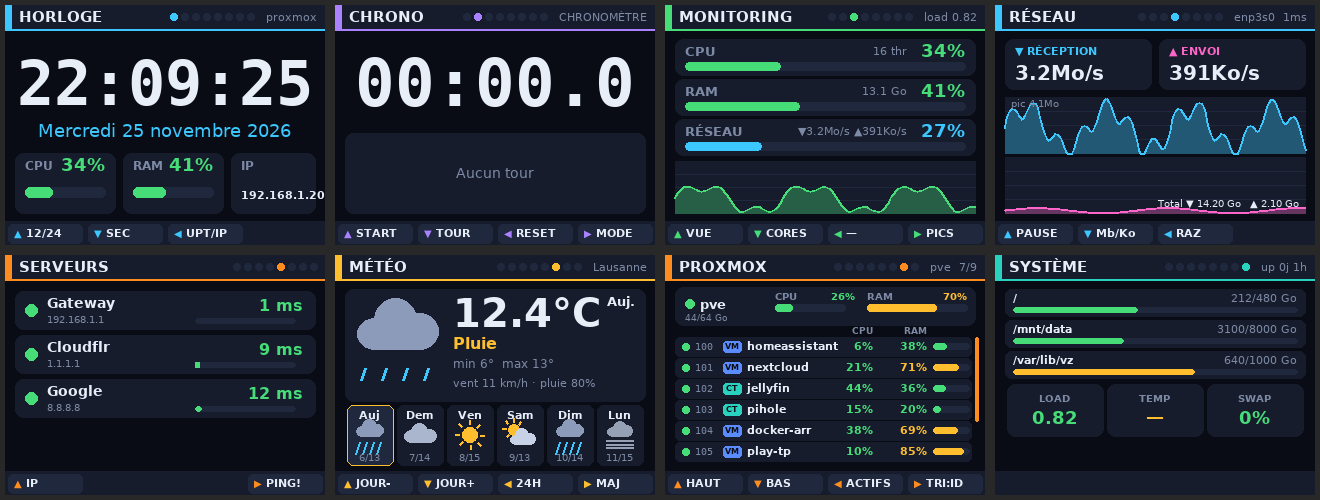 HORLOGE proxmox
22:09:25
Mercredi 25 novembre 2026
CPU 34% RAM 41% IP
192.168.1.20
▲ 12/24 ▼ SEC ◀ UPT/IP
CHRONO CHRONOMÈTRE
00:00.0
Aucun tour
▲ START ▼ TOUR ◀ RESET ▶ MODE
MONITORING load 0.82
CPU 16 thr 34%
RAM 13.1 Go 41%
RÉSEAU ▼3.2Mo/s ▲391Ko/s 27%
▲ VUE ▼ CORES ◀ — ▶ PICS
RÉSEAU enp3s0 1ms
▼ RÉCEPTION ▲ ENVOI
3.2Mo/s 391Ko/s
pic 4.1Mo
Total ▼ 14.20 Go ▲ 2.10 Go
▲ PAUSE ▼ Mb/Ko ◀ RAZ
SERVEURS
Gateway 1 ms
192.168.1.1
Cloudflr 9 ms
1.1.1.1
Google 12 ms
8.8.8.8
▲ IP ▶ PING!
MÉTÉO Lausanne
12.4°C Auj.
Pluie
min 6° max 13°
vent 11 km/h · pluie 80%
Auj Dem Ven Sam Dim Lun
6/13 7/14 8/15 9/13 10/14 11/15
▲ JOUR- ▼ JOUR+ ◀ 24H ▶ MAJ
PROXMOX pve 7/9
pve CPU 26% RAM 70%
44/64 Go
CPU RAM
100 VM homeassistant 6% 38%
101 VM nextcloud 21% 71%
102 CT jellyfin 44% 36%
103 CT pihole 15% 20%
104 VM docker-arr 38% 69%
105 VM play-tp 10% 85%
▲ HAUT ▼ BAS ◀ ACTIFS ▶ TRI:ID
SYSTÈME up 0j 1h
/ 212/480 Go
/mnt/data 3100/8000 Go
/var/lib/vz 640/1000 Go
LOAD TEMP SWAP
0.82 — 0%